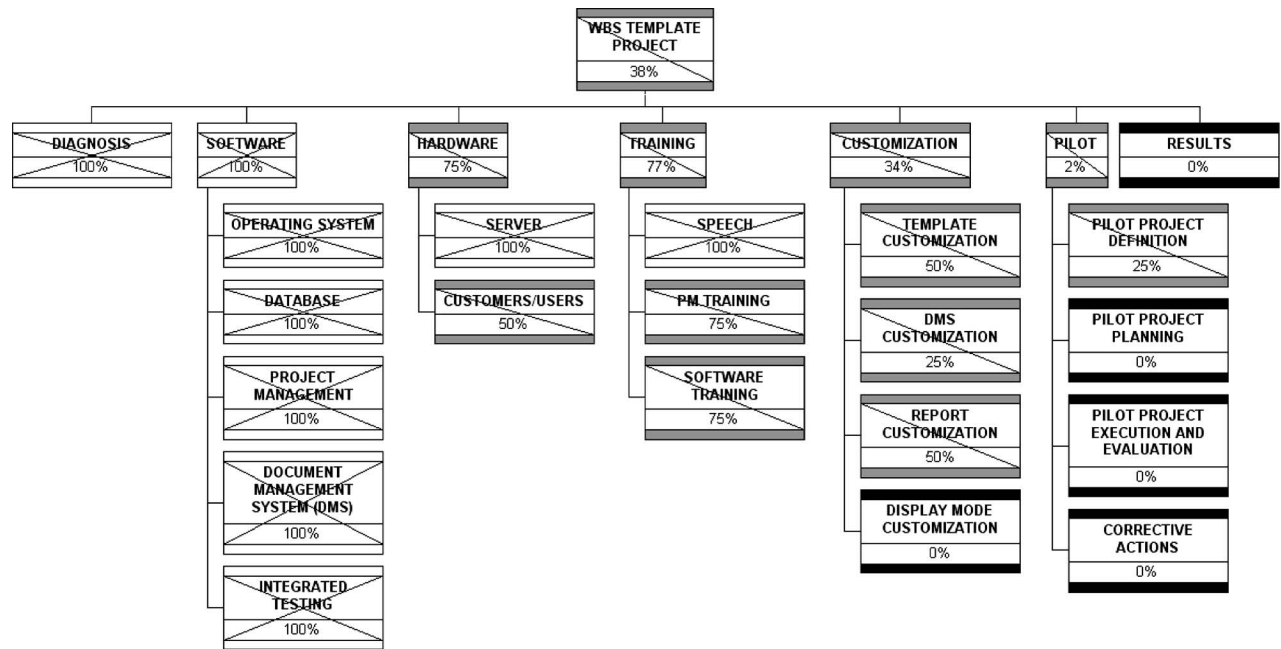 WBS TEMPLATE
PROJECT
38%
DIAGNOSIS
100%
SOFTWARE
100%
HARDWARE
75%
TRAINING
77%
CUSTOMIZATION
34%
PILOT
2%
RESULTS
0%
OPERATING SYSTEM
100%
DATABASE
100%
PROJECT
MANAGEMENT
100%
DOCUMENT
MANAGEMENT
SYSTEM (DMS)
100%
INTEGRATED
TESTING
100%
SERVER
100%
CUSTOMERS/USERS
50%
SPEECH
100%
PM TRAINING
75%
SOFTWARE
TRAINING
75%
TEMPLATE
CUSTOMIZATION
50%
DMS
CUSTOMIZATION
25%
REPORT
CUSTOMIZATION
50%
DISPLAY MODE
CUSTOMIZATION
0%
PILOT PROJECT
DEFINITION
25%
PILOT PROJECT
PLANNING
0%
PILOT PROJECT
EXECUTION AND
EVALUATION
0%
CORRECTIVE
ACTIONS
0%